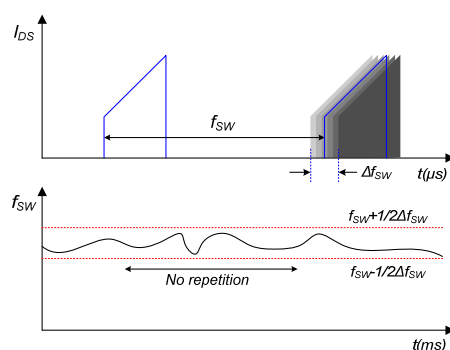 I_DS
f_SW
t(µs)
Δf_SW
f_SW
f_SW+1/2Δf_SW
No repetition
f_SW-1/2Δf_SW
t(ms)